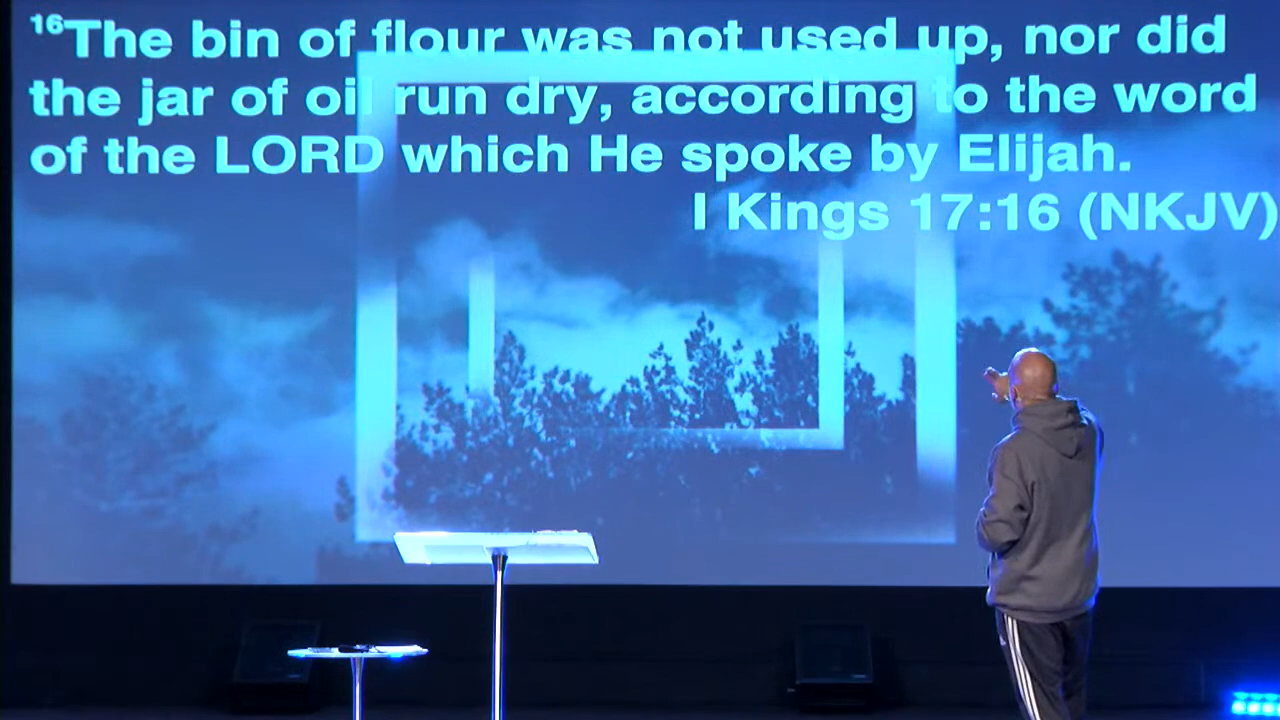 16The bin of flour was not used up, nor did
the jar of oil run dry, according to the word
of the LORD which He spoke by Elijah.
I Kings 17:16 (NKJV)